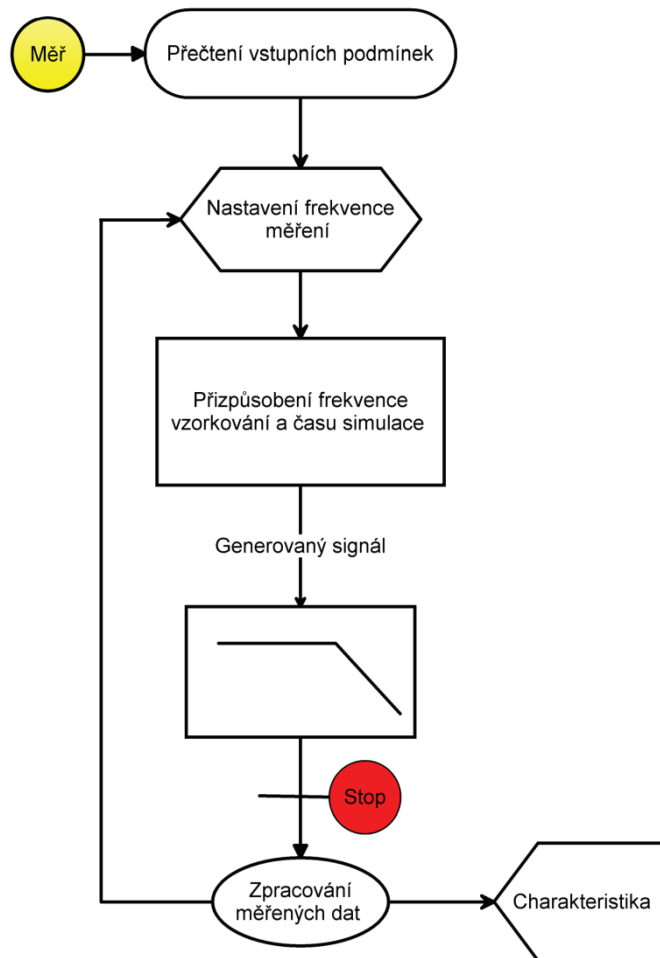 Měř
Přečtení vstupních podmínek
Nastavení frekvence
měření
Přizpůsobení frekvence
vzorkování a času simulace
Generovaný signál
Stop
Zpracování
měřených dat
Charakteristika